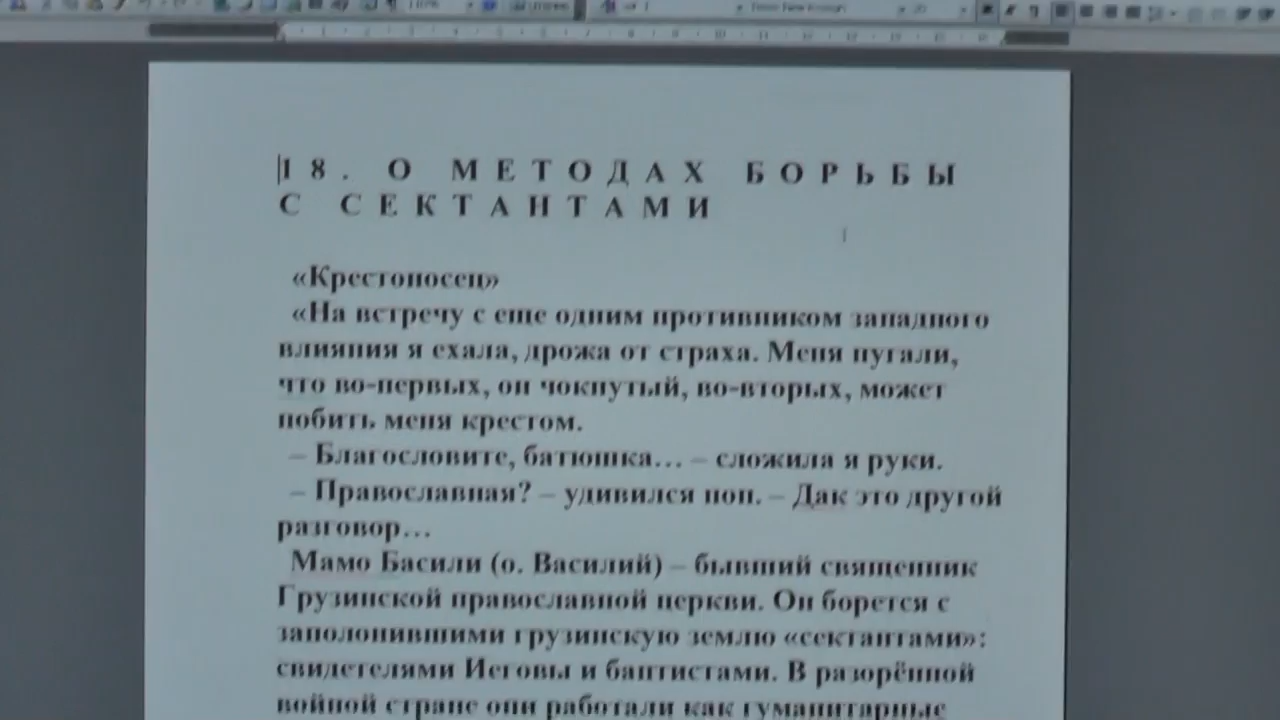 18. О МЕТОДАХ БОРЬБЫ
С СЕКТАНТАМИ
«Крестоносец»
«На встречу с еще одним противником западного
влияния я ехала, дрожа от страха. Меня пугали,
что во-первых, он чокнутый, во-вторых, может
побить меня крестом.
– Благословите, батюшка… – сложила я руки.
– Православная? – удивился поп. – Дак это другой
разговор…
Мамо Басили (о. Василий) – бывший священник
Грузинской православной церкви. Он борется с
заполонившими грузинскую землю «сектантами»:
свидетелями Иеговы и баптистами. В разорённой
войной стране они работали как гуманитарные